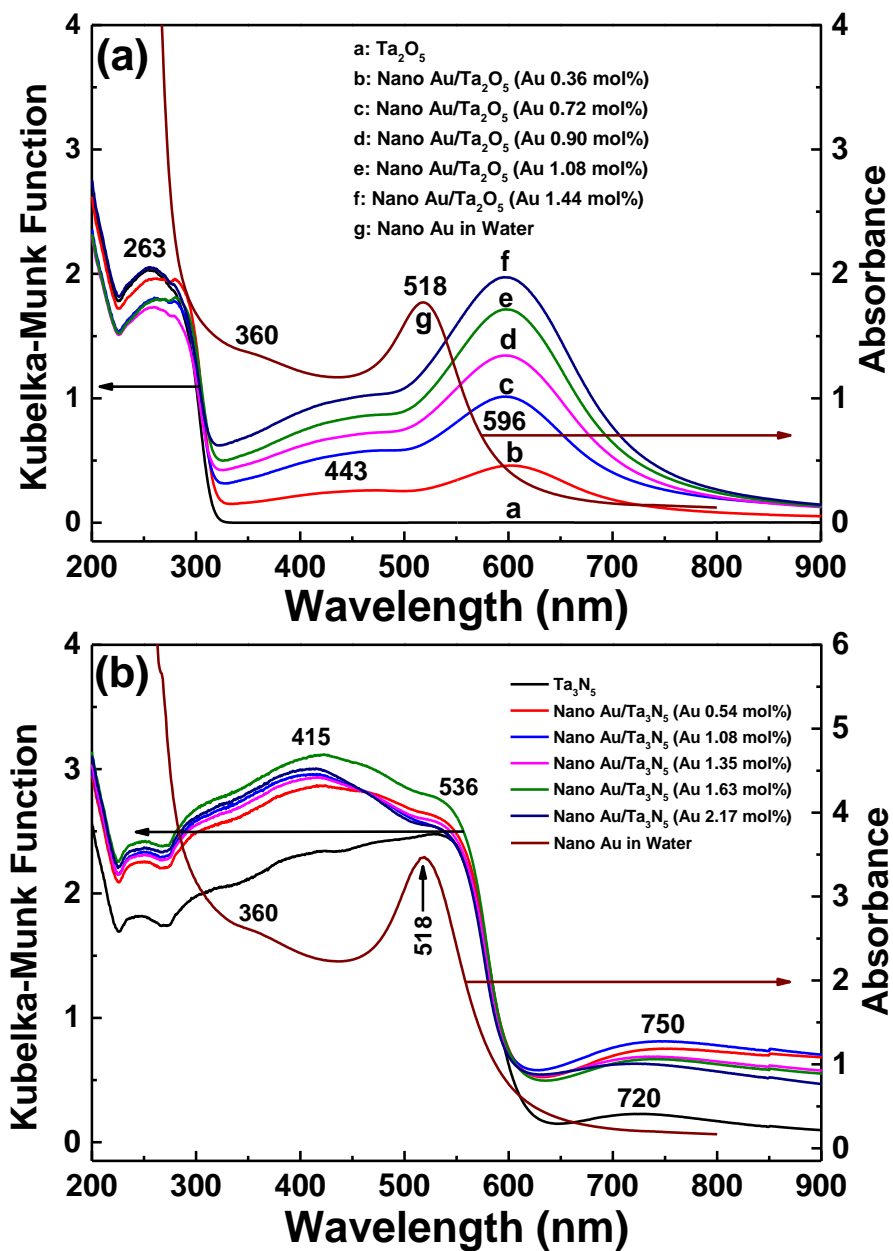 (a)
a: Ta₂O₅
b: Nano Au/Ta₂O₅ (Au 0.36 mol%)
c: Nano Au/Ta₂O₅ (Au 0.72 mol%)
d: Nano Au/Ta₂O₅ (Au 0.90 mol%)
e: Nano Au/Ta₂O₅ (Au 1.08 mol%)
f: Nano Au/Ta₂O₅ (Au 1.44 mol%)
g: Nano Au in Water
263
360
518
g
f
e
d
c
596
b
443
a
4
3
2
1
0
Kubelka-Munk Function
4
3
2
1
0
Absorbance
200 300 400 500 600 700 800 900
Wavelength (nm)
(b)
Ta₃N₅
Nano Au/Ta₃N₅ (Au 0.54 mol%)
Nano Au/Ta₃N₅ (Au 1.08 mol%)
Nano Au/Ta₃N₅ (Au 1.35 mol%)
Nano Au/Ta₃N₅ (Au 1.63 mol%)
Nano Au/Ta₃N₅ (Au 2.17 mol%)
Nano Au in Water
415
536
360
518
750
720
4
3
2
1
0
Kubelka-Munk Function
6
5
4
3
2
1
0
Absorbance
200 300 400 500 600 700 800 900
Wavelength (nm)